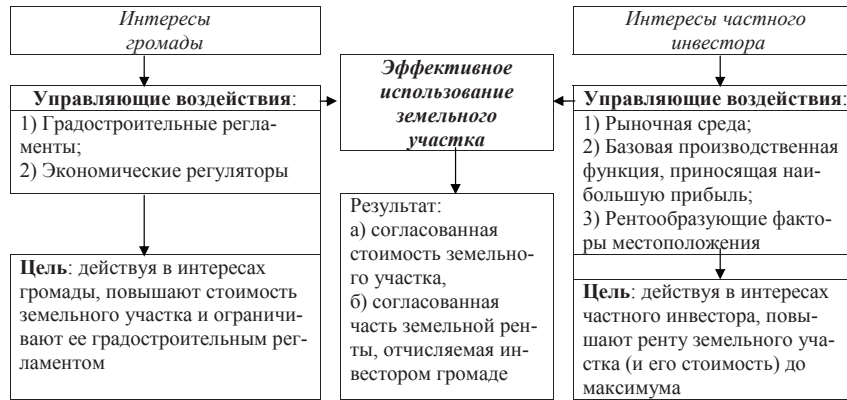 Интересы
громады
Управляющие воздействия:
1) Градостроительные регла-
менты;
2) Экономические регуляторы
Цель: действуя в интересах
громады, повышают стоимость
земельного участка и ограничи-
вают ее градостроительным рег-
ламентом
Эффективное
использование
земельного
участка
Результат:
а) согласованная
стоимость земельно-
го участка,
б) согласованная
часть земельной рен-
ты, отчисляемая ин-
вестором громаде
Интересы частного
инвестора
Управляющие воздействия:
1) Рыночная среда;
2) Базовая производственная
функция, приносящая наи-
большую прибыль;
3) Рентообразующие факто-
ры местоположения
Цель: действуя в интересах
частного инвестора, повы-
шают ренту земельного уча-
стка (и его стоимость) до
максимума